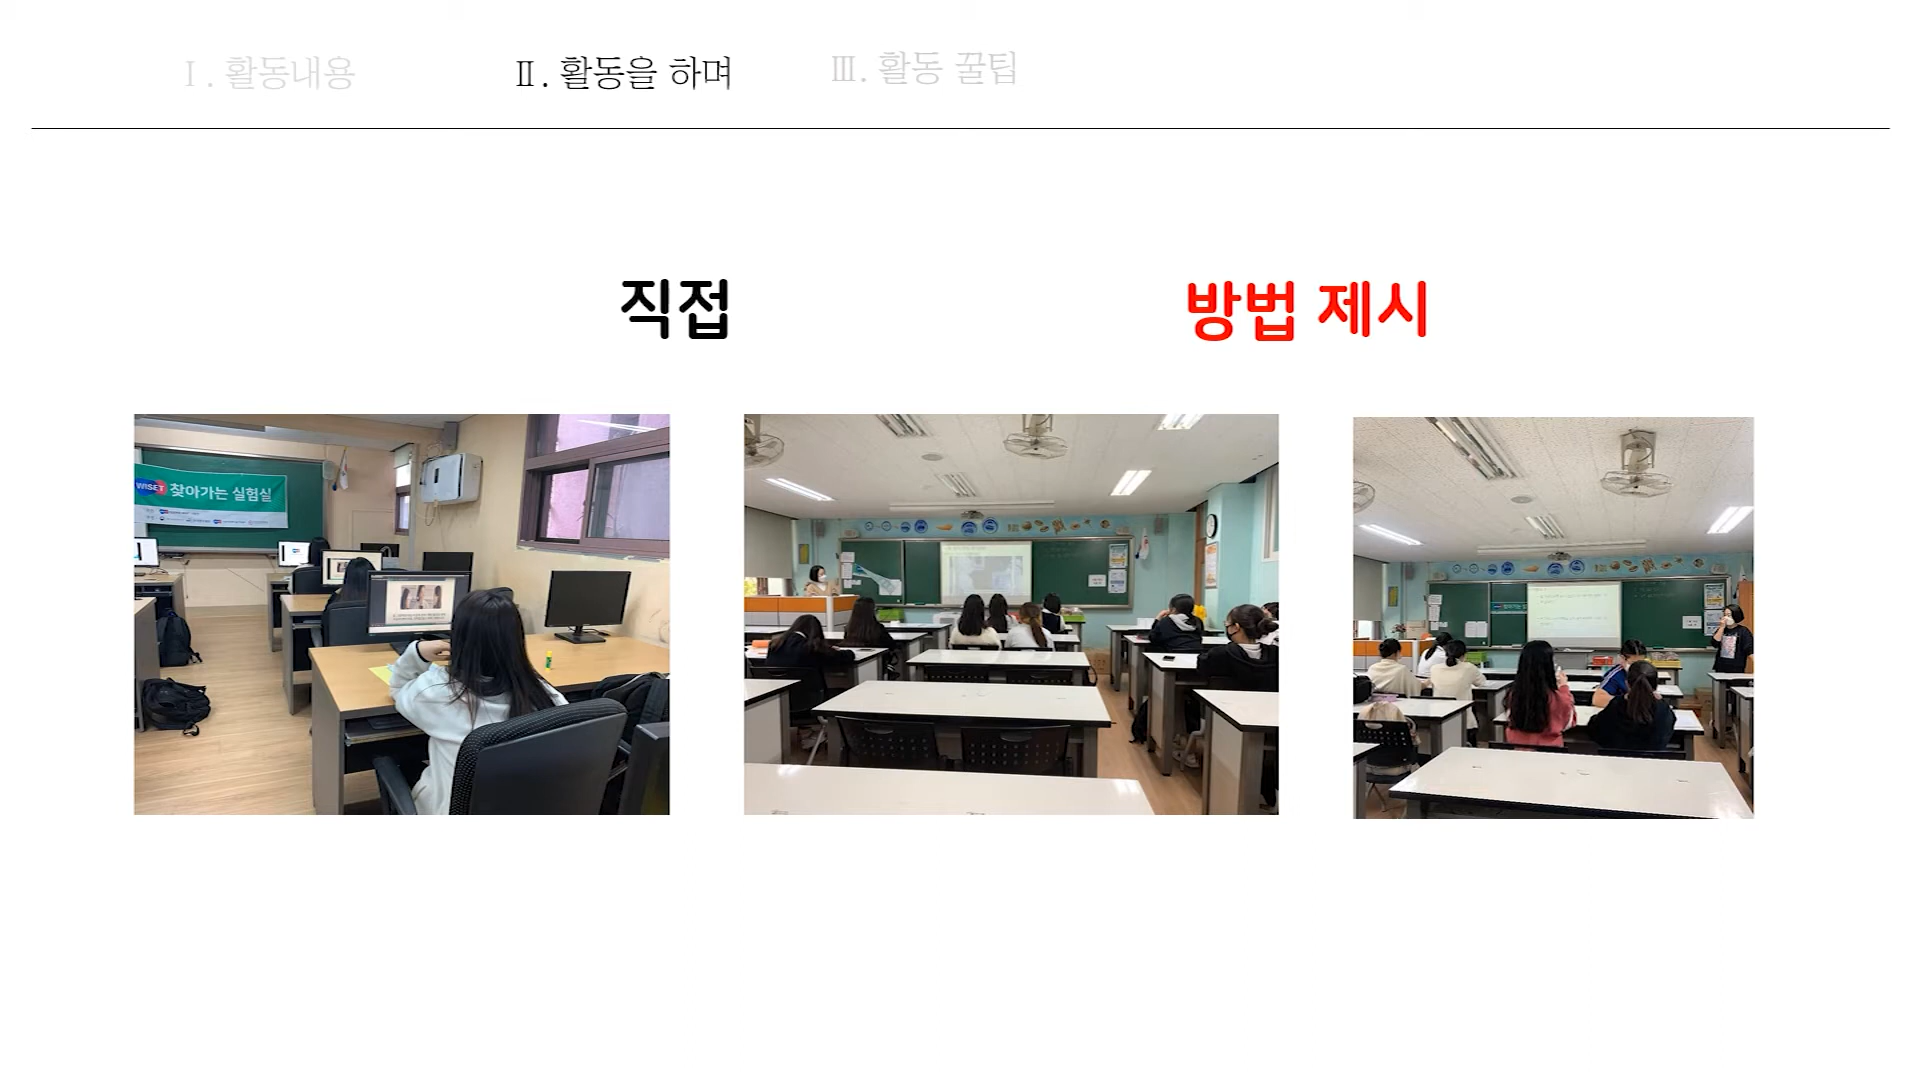 Ⅰ. 활동내용
Ⅱ. 활동을 하며
Ⅲ. 활동 꿀팁
직접
방법 제시
WISET 찾아가는 실험실